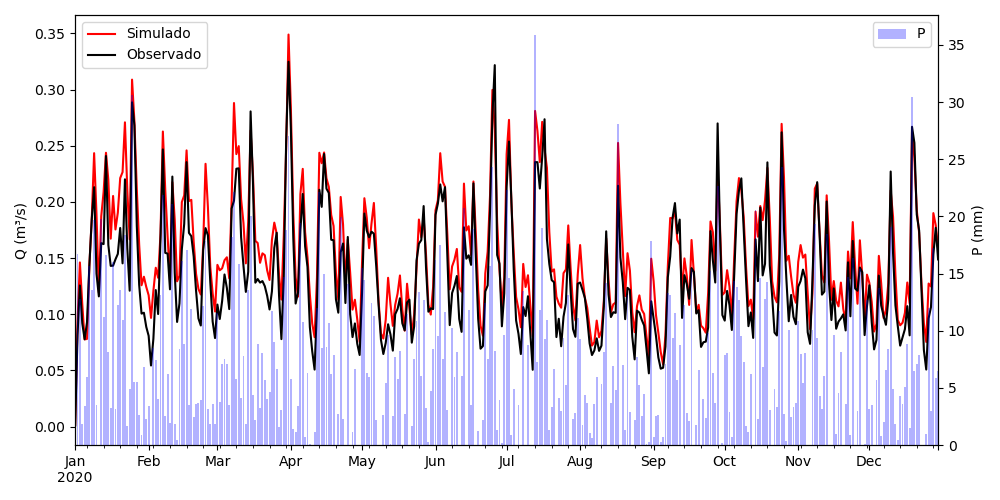 Simulado
Observado
P
Q (m³/s)
0.35
0.30
0.25
0.20
0.15
0.10
0.05
0.00
35
30
25
20
15
10
5
0
P (mm)
Jan Feb Mar Apr May Jun Jul Aug Sep Oct Nov Dec
2020